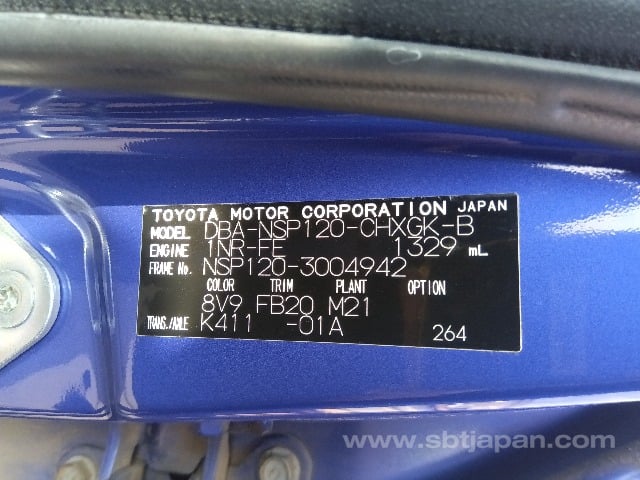 TOYOTA MOTOR CORPORATION JAPAN
MODEL DBA-NSP120-CHXGK-B
ENGINE 1NR-FE 1329 mL
FRAME No. NSP120-3004942
COLOR TRIM PLANT OPTION
8V9 FB20 M21
TRANS./AXLE K411 -01A 264
www.sbtjapan.com